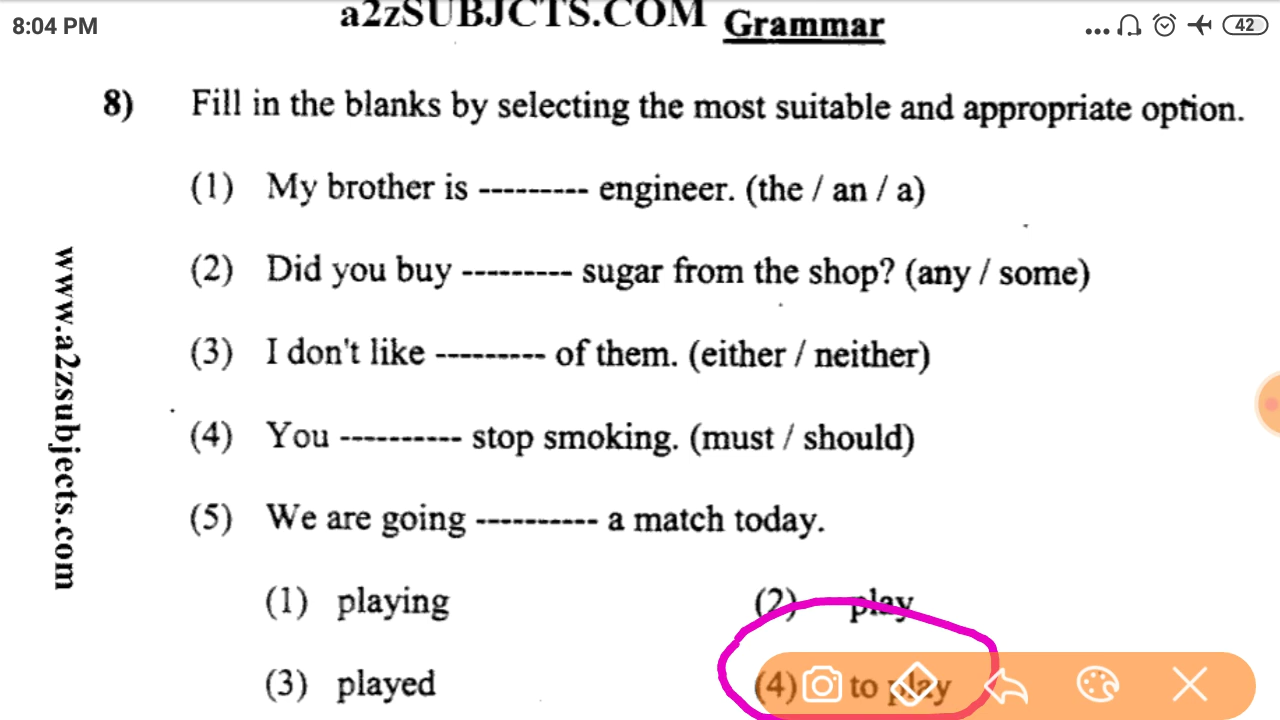 8:04 PM
a2zSUBJCTS.COM Grammar
... 42
8) Fill in the blanks by selecting the most suitable and appropriate option.
(1) My brother is --------- engineer. (the / an / a)
(2) Did you buy --------- sugar from the shop? (any / some)
(3) I don't like --------- of them. (either / neither)
(4) You ---------- stop smoking. (must / should)
(5) We are going ---------- a match today.
(1) playing (2) play
(3) played (4) to play
www.a2zsubjects.com